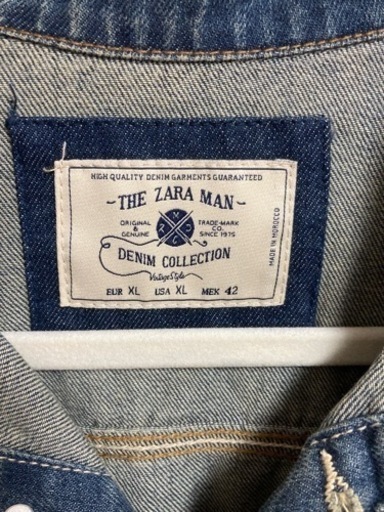 HIGH QUALITY DENIM GARMENTS GUARANTEED
- THE ZARA MAN -
ORIGINAL & GENUINE
TRADE-MARK CO. SINCE 1975
DENIM COLLECTION
Vintage Style
EUR XL USA XL MEX 42
MADE IN MOROCCO